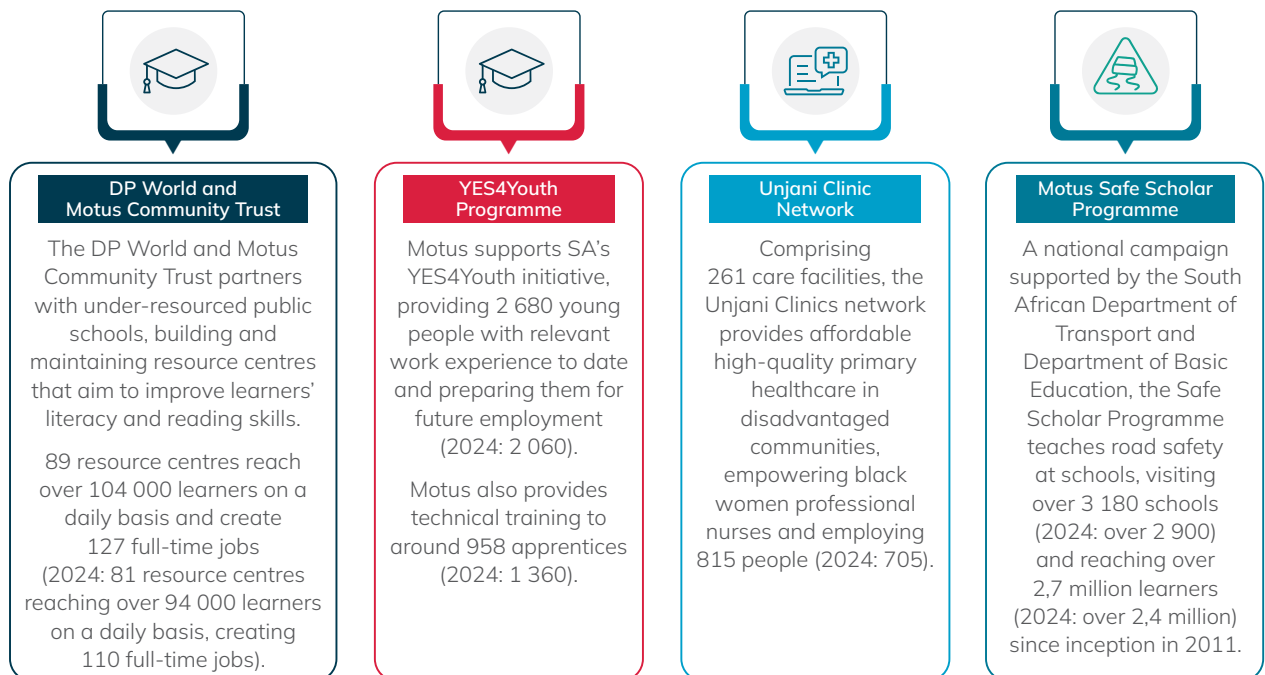 DP World and
Motus Community Trust
The DP World and Motus
Community Trust partners
with under-resourced public
schools, building and
maintaining resource centres
that aim to improve learners’
literacy and reading skills.
89 resource centres reach
over 104 000 learners on a
daily basis and create
127 full-time jobs
(2024: 81 resource centres
reaching over 94 000 learners
on a daily basis, creating
110 full-time jobs).
YES4Youth
Programme
Motus supports SA’s
YES4Youth initiative,
providing 2 680 young
people with relevant
work experience to date
and preparing them for
future employment
(2024: 2 060).
Motus also provides
technical training to
around 958 apprentices
(2024: 1 360).
Unjani Clinic
Network
Comprising
261 care facilities, the
Unjani Clinics network
provides affordable
high-quality primary
healthcare in
disadvantaged
communities,
empowering black
women professional
nurses and employing
815 people (2024: 705).
Motus Safe Scholar
Programme
A national campaign
supported by the South
African Department of
Transport and
Department of Basic
Education, the Safe
Scholar Programme
teaches road safety
at schools, visiting
over 3 180 schools
(2024: over 2 900)
and reaching over
2,7 million learners
(2024: over 2,4 million)
since inception in 2011.